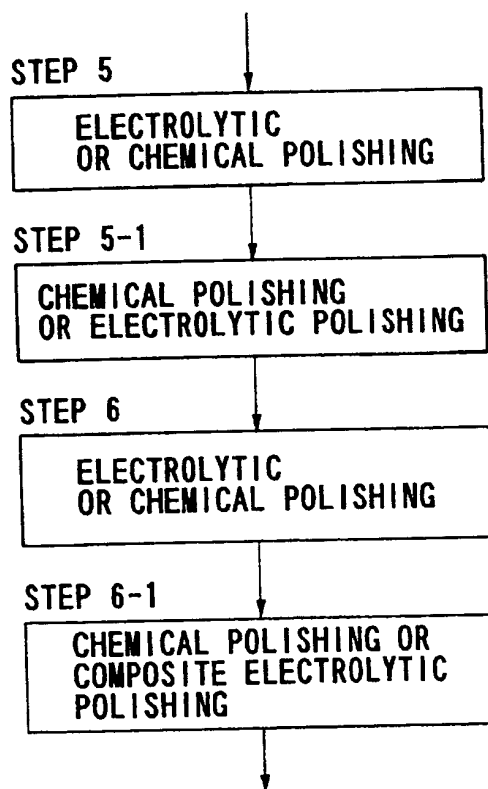 STEP 5
ELECTROLYTIC
OR CHEMICAL POLISHING
STEP 5-1
CHEMICAL POLISHING
OR ELECTROLYTIC POLISHING
STEP 6
ELECTROLYTIC
OR CHEMICAL POLISHING
STEP 6-1
CHEMICAL POLISHING OR
COMPOSITE ELECTROLYTIC
POLISHING